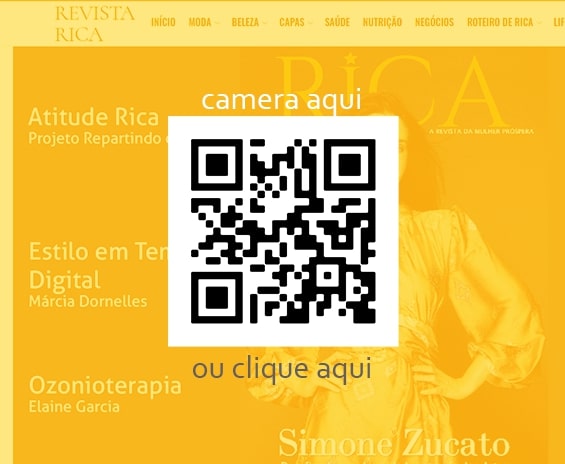 REVISTA
RICA
INÍCIO MODA BELEZA CAPAS SAÚDE NUTRIÇÃO NEGÓCIOS ROTEIRO DE RICA LIF
RICA
A REVISTA DA MULHER PRÓSPERA
camera aqui
Atitude Rica
Projeto Repartindo
Estilo em Tem
Digital
Márcia Dornelles
ou clique aqui
Ozonioterapia
Elaine Garcia
Simone Zucato